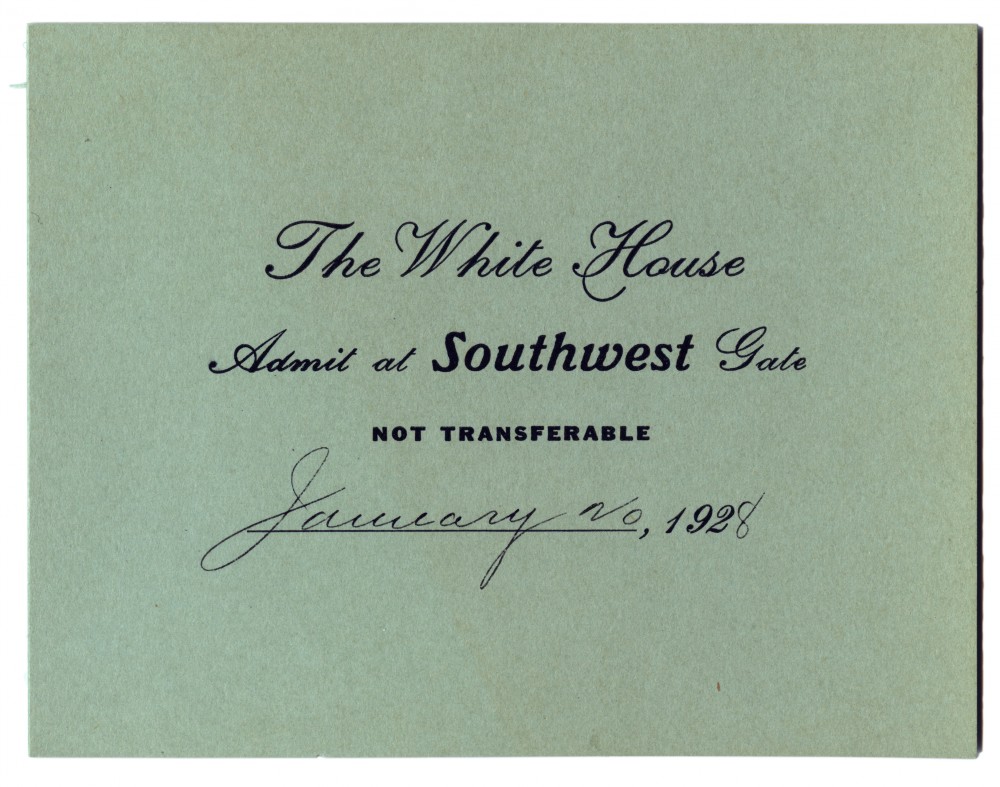 The White House
Admit at Southwest Gate
NOT TRANSFERABLE
January 20, 1928